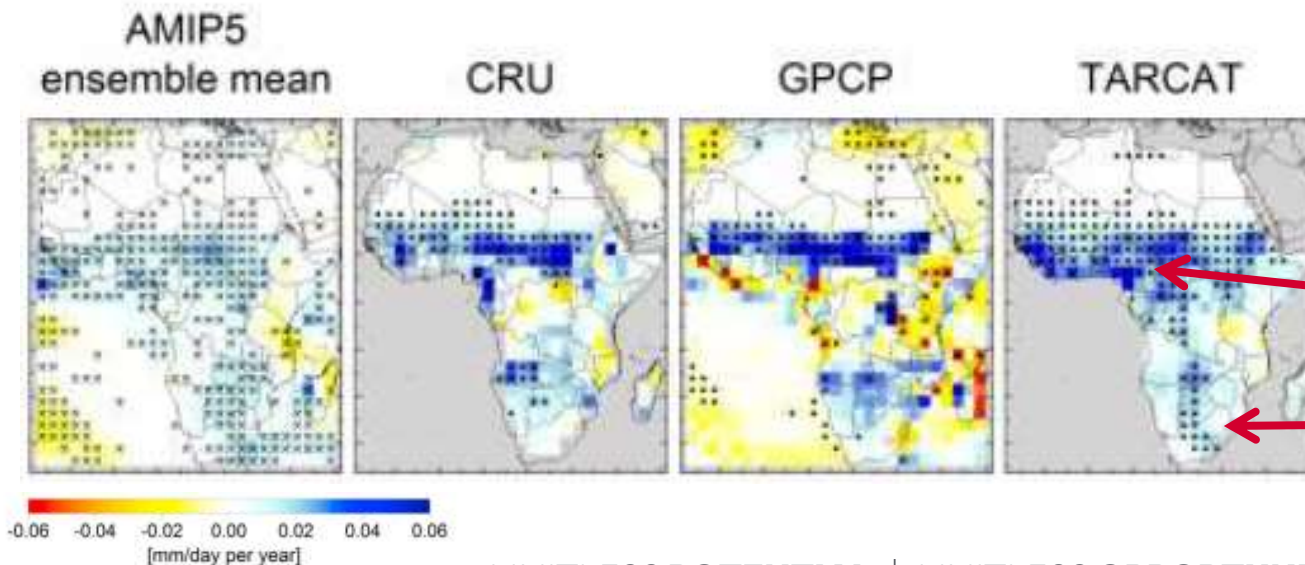 AMIP5
ensemble mean
CRU
GPCP
TARCAT
-0.06 -0.04 -0.02 0.00 0.02 0.04 0.06
[mm/day per year]